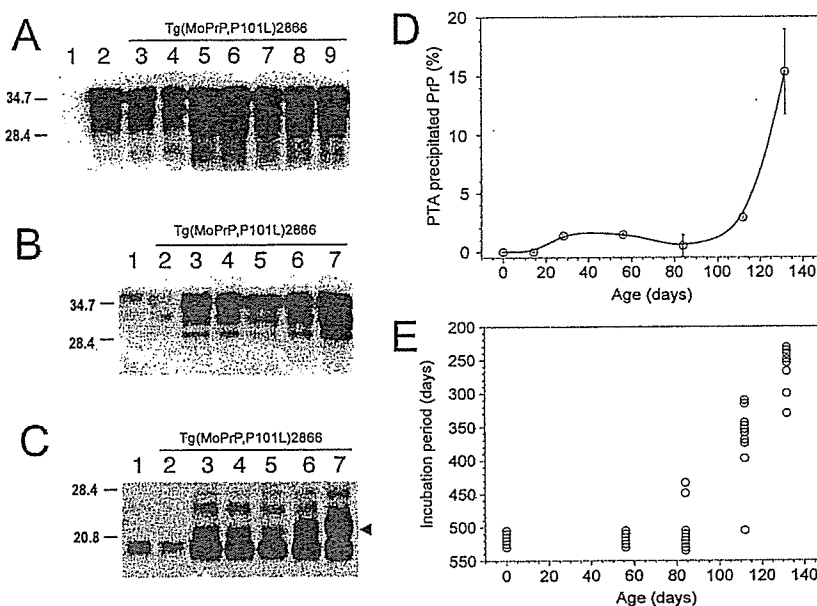 A
Tg(MoPrP,P101L)2866
1 2 3 4 5 6 7 8 9
34.7
28.4
B
Tg(MoPrP,P101L)2866
1 2 3 4 5 6 7
34.7
28.4
C
Tg(MoPrP,P101L)2866
1 2 3 4 5 6 7
28.4
20.8
D
PTA precipitated PrP (%)
20
15
10
5
0
0 20 40 60 80 100 120 140
Age (days)
E
Incubation period (days)
200
250
300
350
400
450
500
550
0 20 40 60 80 100 120 140
Age (days)